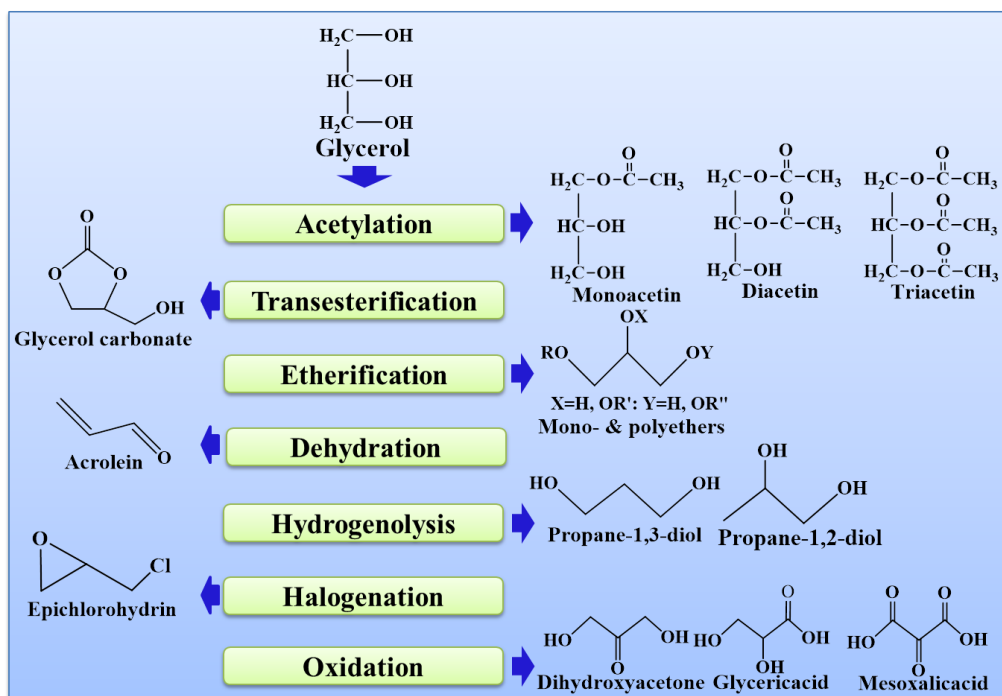 H₂C—OH
HC—OH
H₂C—OH
Glycerol
Acetylation
O
H₂C—O—C—CH₃
HC—OH
H₂C—OH
Monoacetin
O
H₂C—O—C—CH₃
O
HC—O—C—CH₃
H₂C—OH
Diacetin
O
H₂C—O—C—CH₃
O
HC—O—C—CH₃
O
H₂C—O—C—CH₃
Triacetin
Transesterification
O
O
O
OH
Glycerol carbonate
Etherification
OX
RO
OY
X=H, OR': Y=H, OR"
Mono- & polyethers
Dehydration
O
Acrolein
Hydrogenolysis
HO
OH
Propane-1,3-diol
OH
OH
Propane-1,2-diol
Halogenation
O
Cl
Epichlorohydrin
Oxidation
HO
OH
O
Dihydroxyacetone
O
HO
OH
OH
Glycericacid
O
O
HO
OH
O
Mesoxalicacid